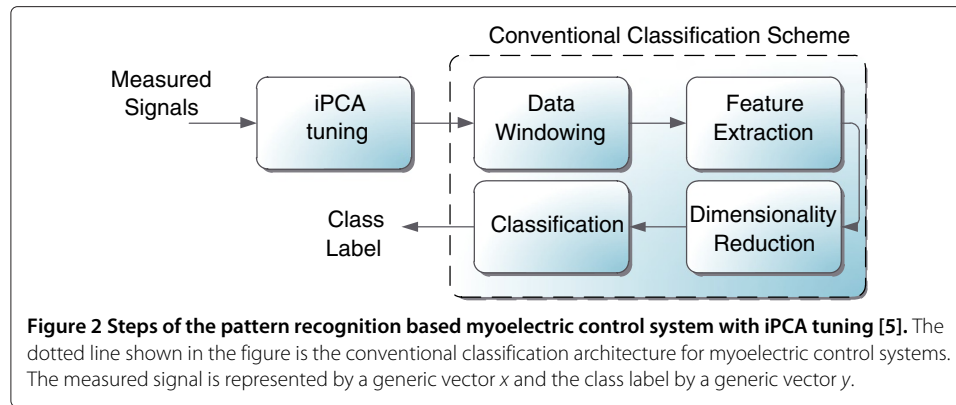 Conventional Classification Scheme
Measured
Signals
iPCA
tuning
Data
Windowing
Feature
Extraction
Class
Label
Classification
Dimensionality
Reduction
Figure 2 Steps of the pattern recognition based myoelectric control system with iPCA tuning [5]. The
dotted line shown in the figure is the conventional classification architecture for myoelectric control systems.
The measured signal is represented by a generic vector x and the class label by a generic vector y.